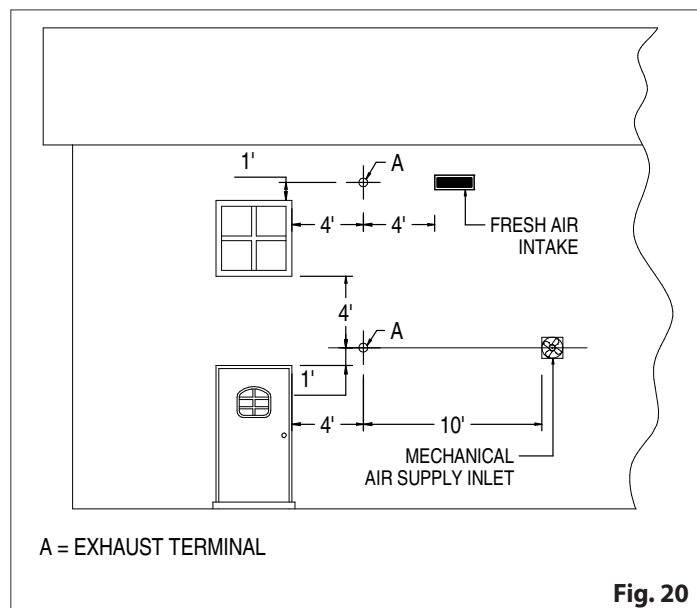 1'
A
4'
4'
FRESH AIR
INTAKE
4'
A
1'
4'
10'
MECHANICAL
AIR SUPPLY INLET
A = EXHAUST TERMINAL
Fig. 20